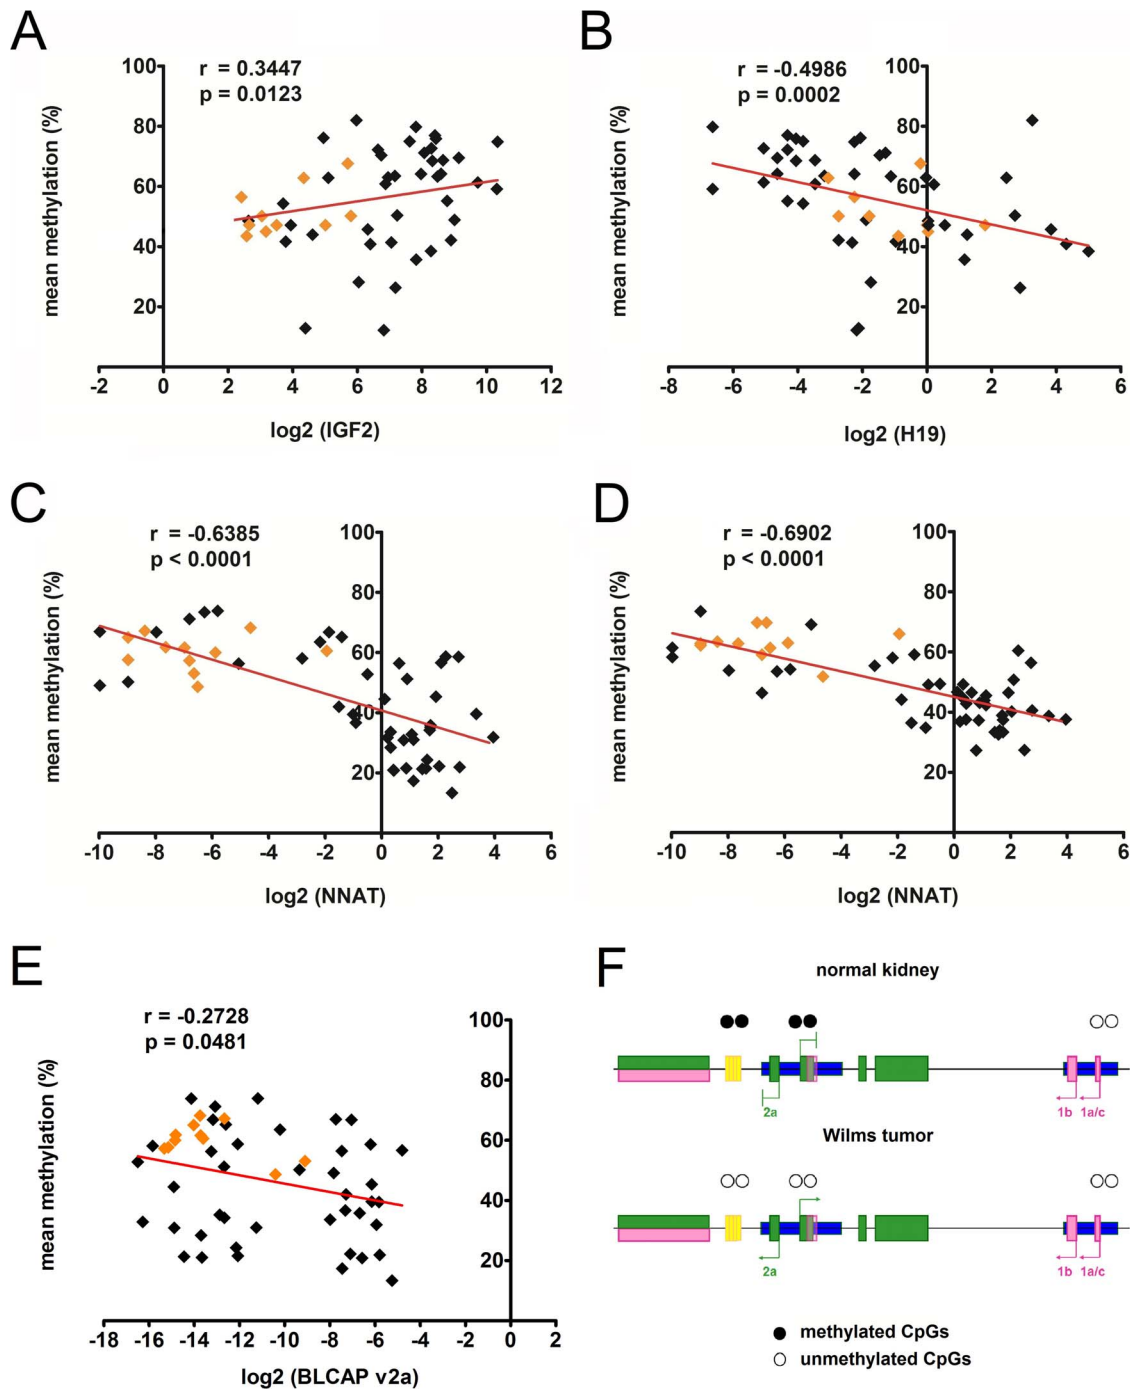 A
r = 0.3447
p = 0.0123
mean methylation (%)
100
80
60
40
20
-2 0 2 4 6 8 10 12
log2 (IGF2)
B
r = -0.4986
p = 0.0002
mean methylation (%)
100
80
60
40
20
-8 -6 -4 -2 0 2 4 6
log2 (H19)
C
r = -0.6385
p < 0.0001
mean methylation (%)
100
80
60
40
20
-10 -8 -6 -4 -2 0 2 4 6
log2 (NNAT)
D
r = -0.6902
p < 0.0001
mean methylation (%)
100
80
60
40
20
-10 -8 -6 -4 -2 0 2 4 6
log2 (NNAT)
E
r = -0.2728
p = 0.0481
mean methylation (%)
100
80
60
40
20
-18 -16 -14 -12 -10 -8 -6 -4 -2 0 2
log2 (BLCAP v2a)
F
normal kidney
2a 1b 1a/c
Wilms tumor
2a 1b 1a/c
methylated CpGs
unmethylated CpGs